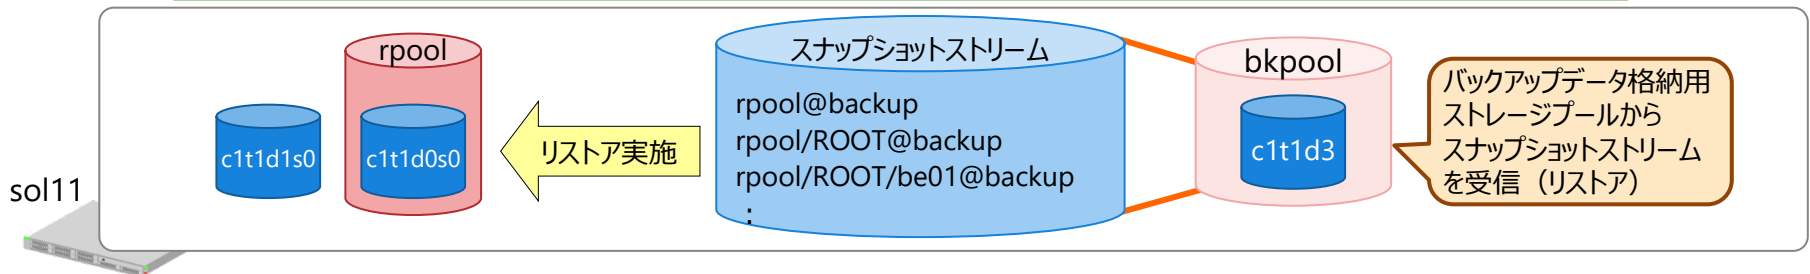 sol11
c1t1d1s0
rpool
c1t1d0s0
リストア実施
スナップショットストリーム
rpool@backup
rpool/ROOT@backup
rpool/ROOT/be01@backup
:
bkpool
c1t1d3
バックアップデータ格納用
ストレージプールから
スナップショットストリーム
を受信（リストア）